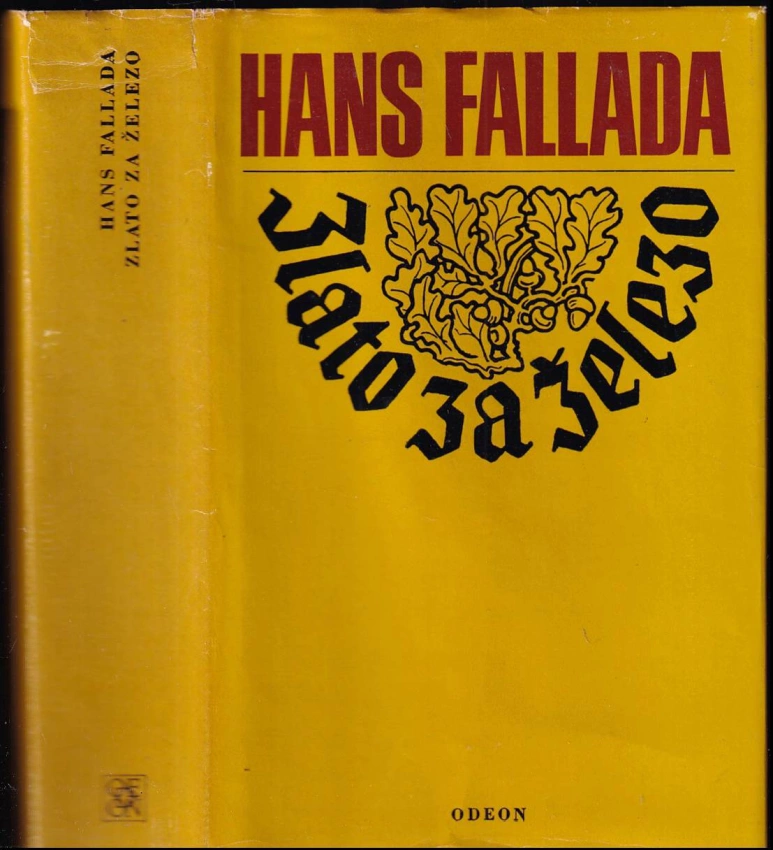 HANS FALLADA
ZLATO ZA ŽELEZO
HANS FALLADA
Zlato za železo
ODEON